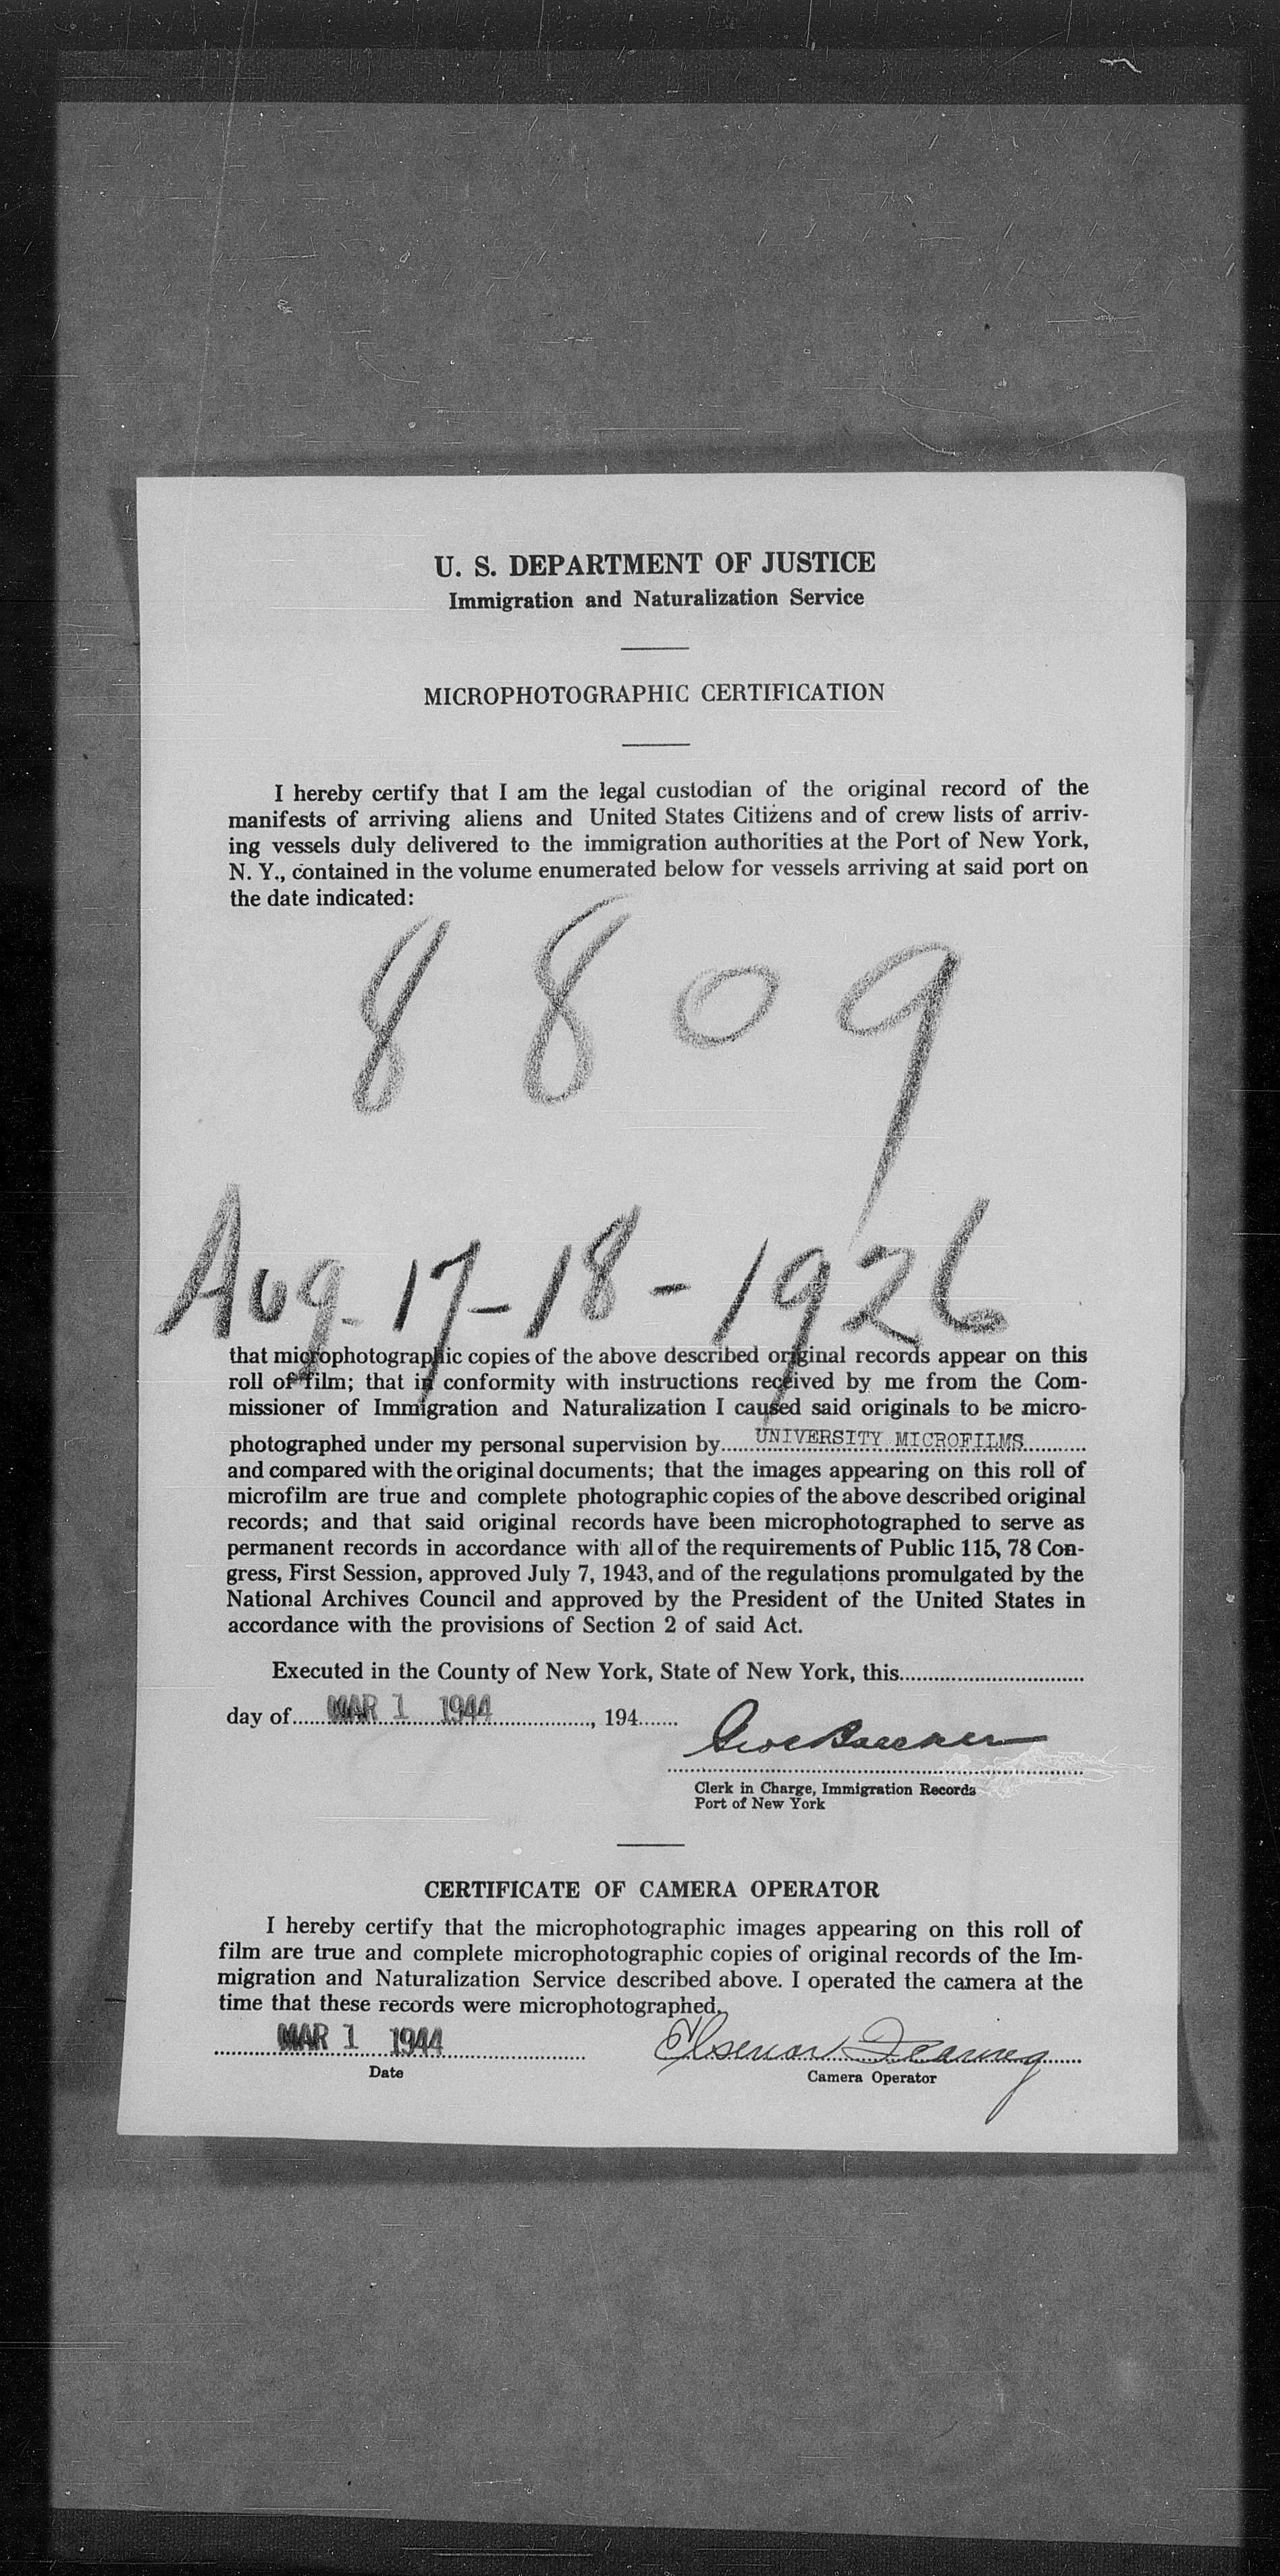 U. S. DEPARTMENT OF JUSTICE
Immigration and Naturalization Service
MICROPHOTOGRAPHIC CERTIFICATION
I hereby certify that I am the legal custodian of the original record of the
manifests of arriving aliens and United States Citizens and of crew lists of arriv-
ing vessels duly delivered to the immigration authorities at the Port of New York,
N. Y., contained in the volume enumerated below for vessels arriving at said port on
the date indicated:
8 8 0 9
Aug. 17-18-1926
that microphotographic copies of the above described original records appear on this
roll of film; that in conformity with instructions received by me from the Com-
missioner of Immigration and Naturalization I caused said originals to be micro-
photographed under my personal supervision by UNIVERSITY MICROFILMS
and compared with the original documents; that the images appearing on this roll of
microfilm are true and complete photographic copies of the above described original
records; and that said original records have been microphotographed to serve as
permanent records in accordance with all of the requirements of Public 115, 78 Con-
gress, First Session, approved July 7, 1943, and of the regulations promulgated by the
National Archives Council and approved by the President of the United States in
accordance with the provisions of Section 2 of said Act.
Executed in the County of New York, State of New York, this
day of MAR 1 1944, 194
Clerk in Charge, Immigration Records
Port of New York
CERTIFICATE OF CAMERA OPERATOR
I hereby certify that the microphotographic images appearing on this roll of
film are true and complete microphotographic copies of original records of the Im-
migration and Naturalization Service described above. I operated the camera at the
time that these records were microphotographed.
MAR 1 1944
Date
Camera Operator